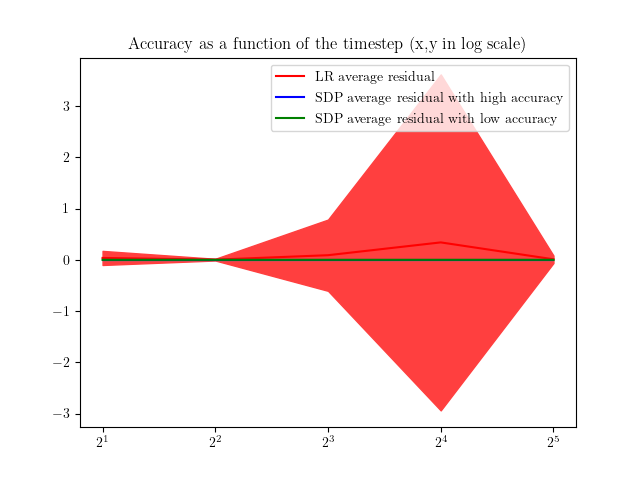 Accuracy as a function of the timestep (x,y in log scale)
LR average residual
SDP average residual with high accuracy
SDP average residual with low accuracy
3
2
1
0
−1
−2
−3
2^1 2^2 2^3 2^4 2^5